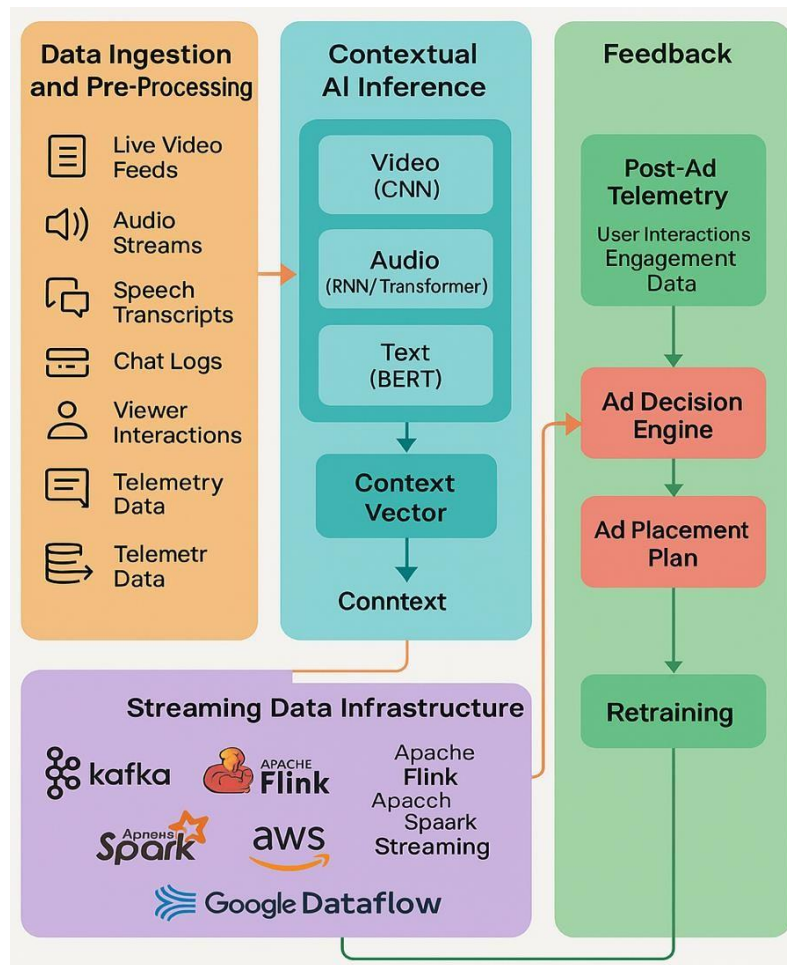 Data Ingestion
and Pre-Processing
Live Video
Feeds
Audio
Streams
Speech
Transcripts
Chat Logs
Viewer
Interactions
Telemetry
Data
Telemetr
Data
Contextual
AI Inference
Video
(CNN)
Audio
(RNN/Transformer)
Text
(BERT)
Context
Vector
Conntext
Feedback
Post-Ad
Telemetry
User Interactions
Engagement
Data
Ad Decision
Engine
Ad Placement
Plan
Retraining
Streaming Data Infrastructure
kafka
APACHE
Flink
Apache
Flink
Apacch
Spaark
Streaming
Арпенв
Spark
aws
Google Dataflow